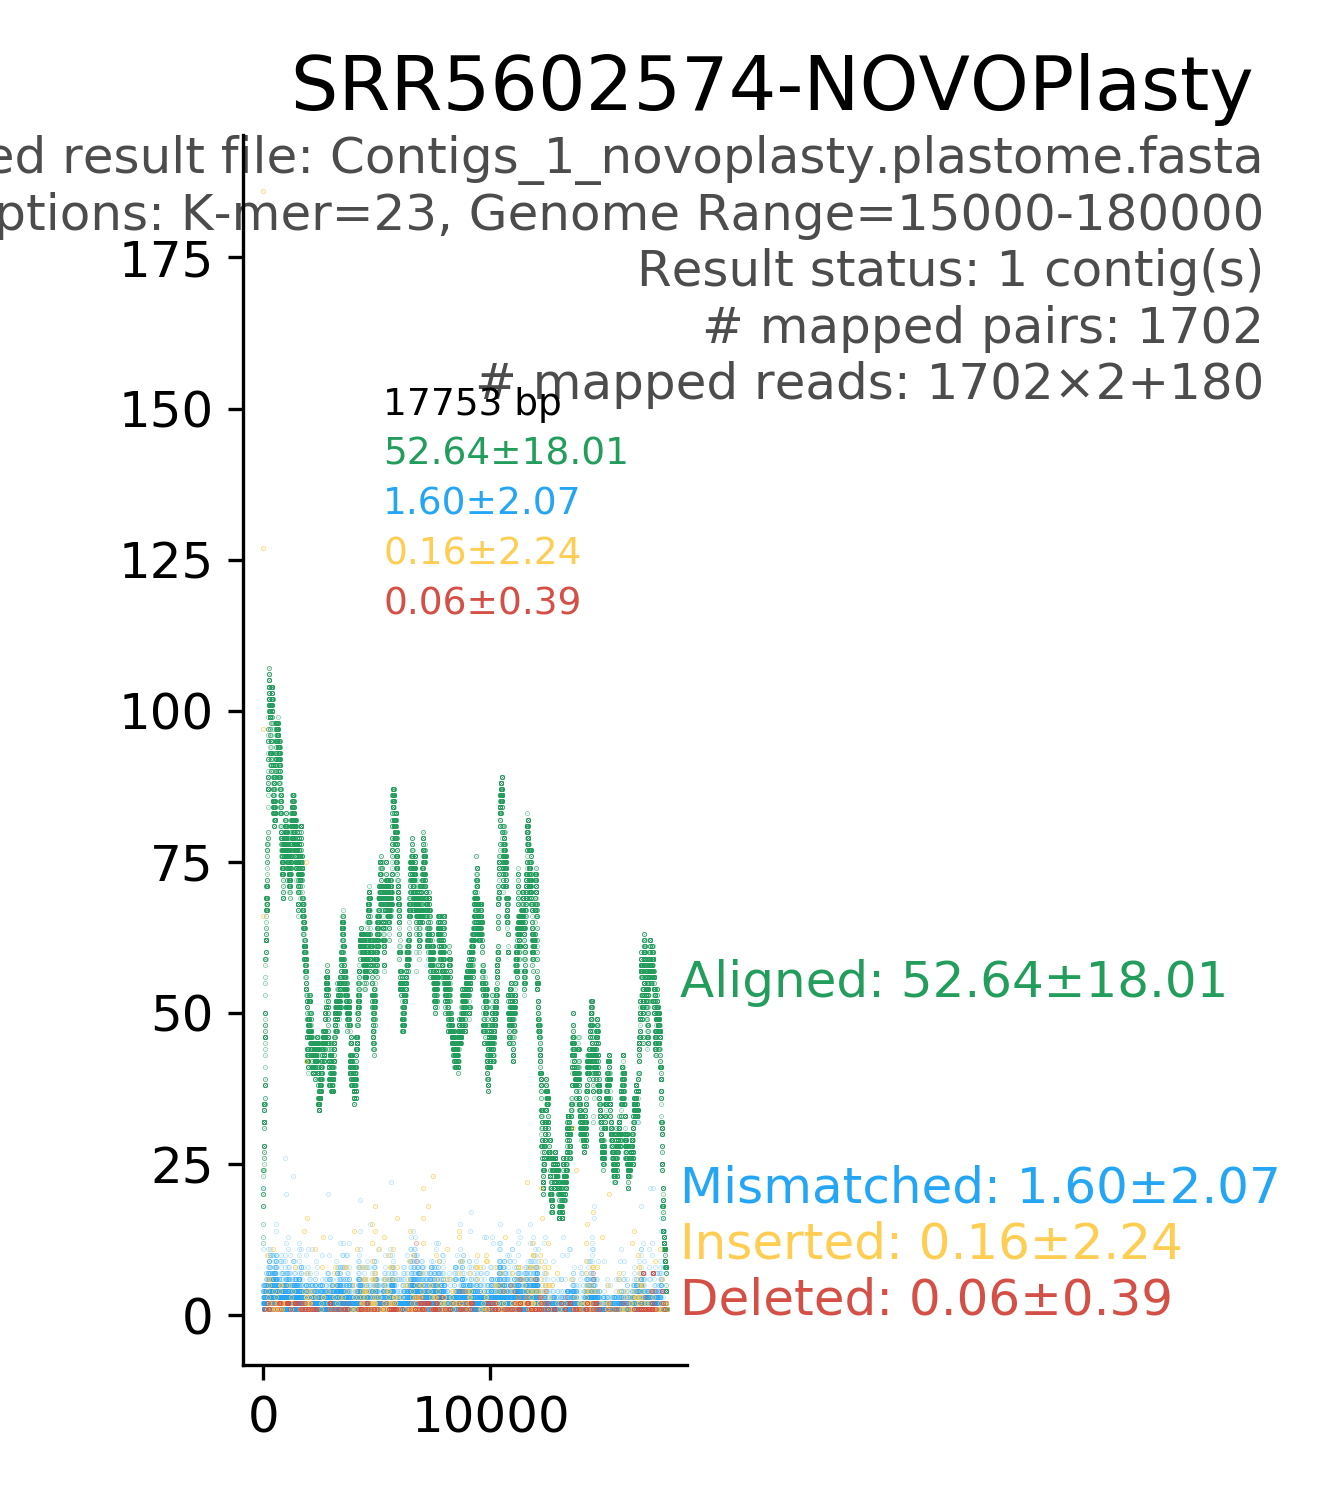 SRR5602574-NOVOPlasty
ed result file: Contigs_1_novoplasty.plastome.fasta
ptions: K-mer=23, Genome Range=15000-180000
Result status: 1 contig(s)
# mapped pairs: 1702
# mapped reads: 1702×2+180
17753 bp
52.64±18.01
1.60±2.07
0.16±2.24
0.06±0.39
175
150
125
100
75
50
25
0
Aligned: 52.64±18.01
Mismatched: 1.60±2.07
Inserted: 0.16±2.24
Deleted: 0.06±0.39
0 10000